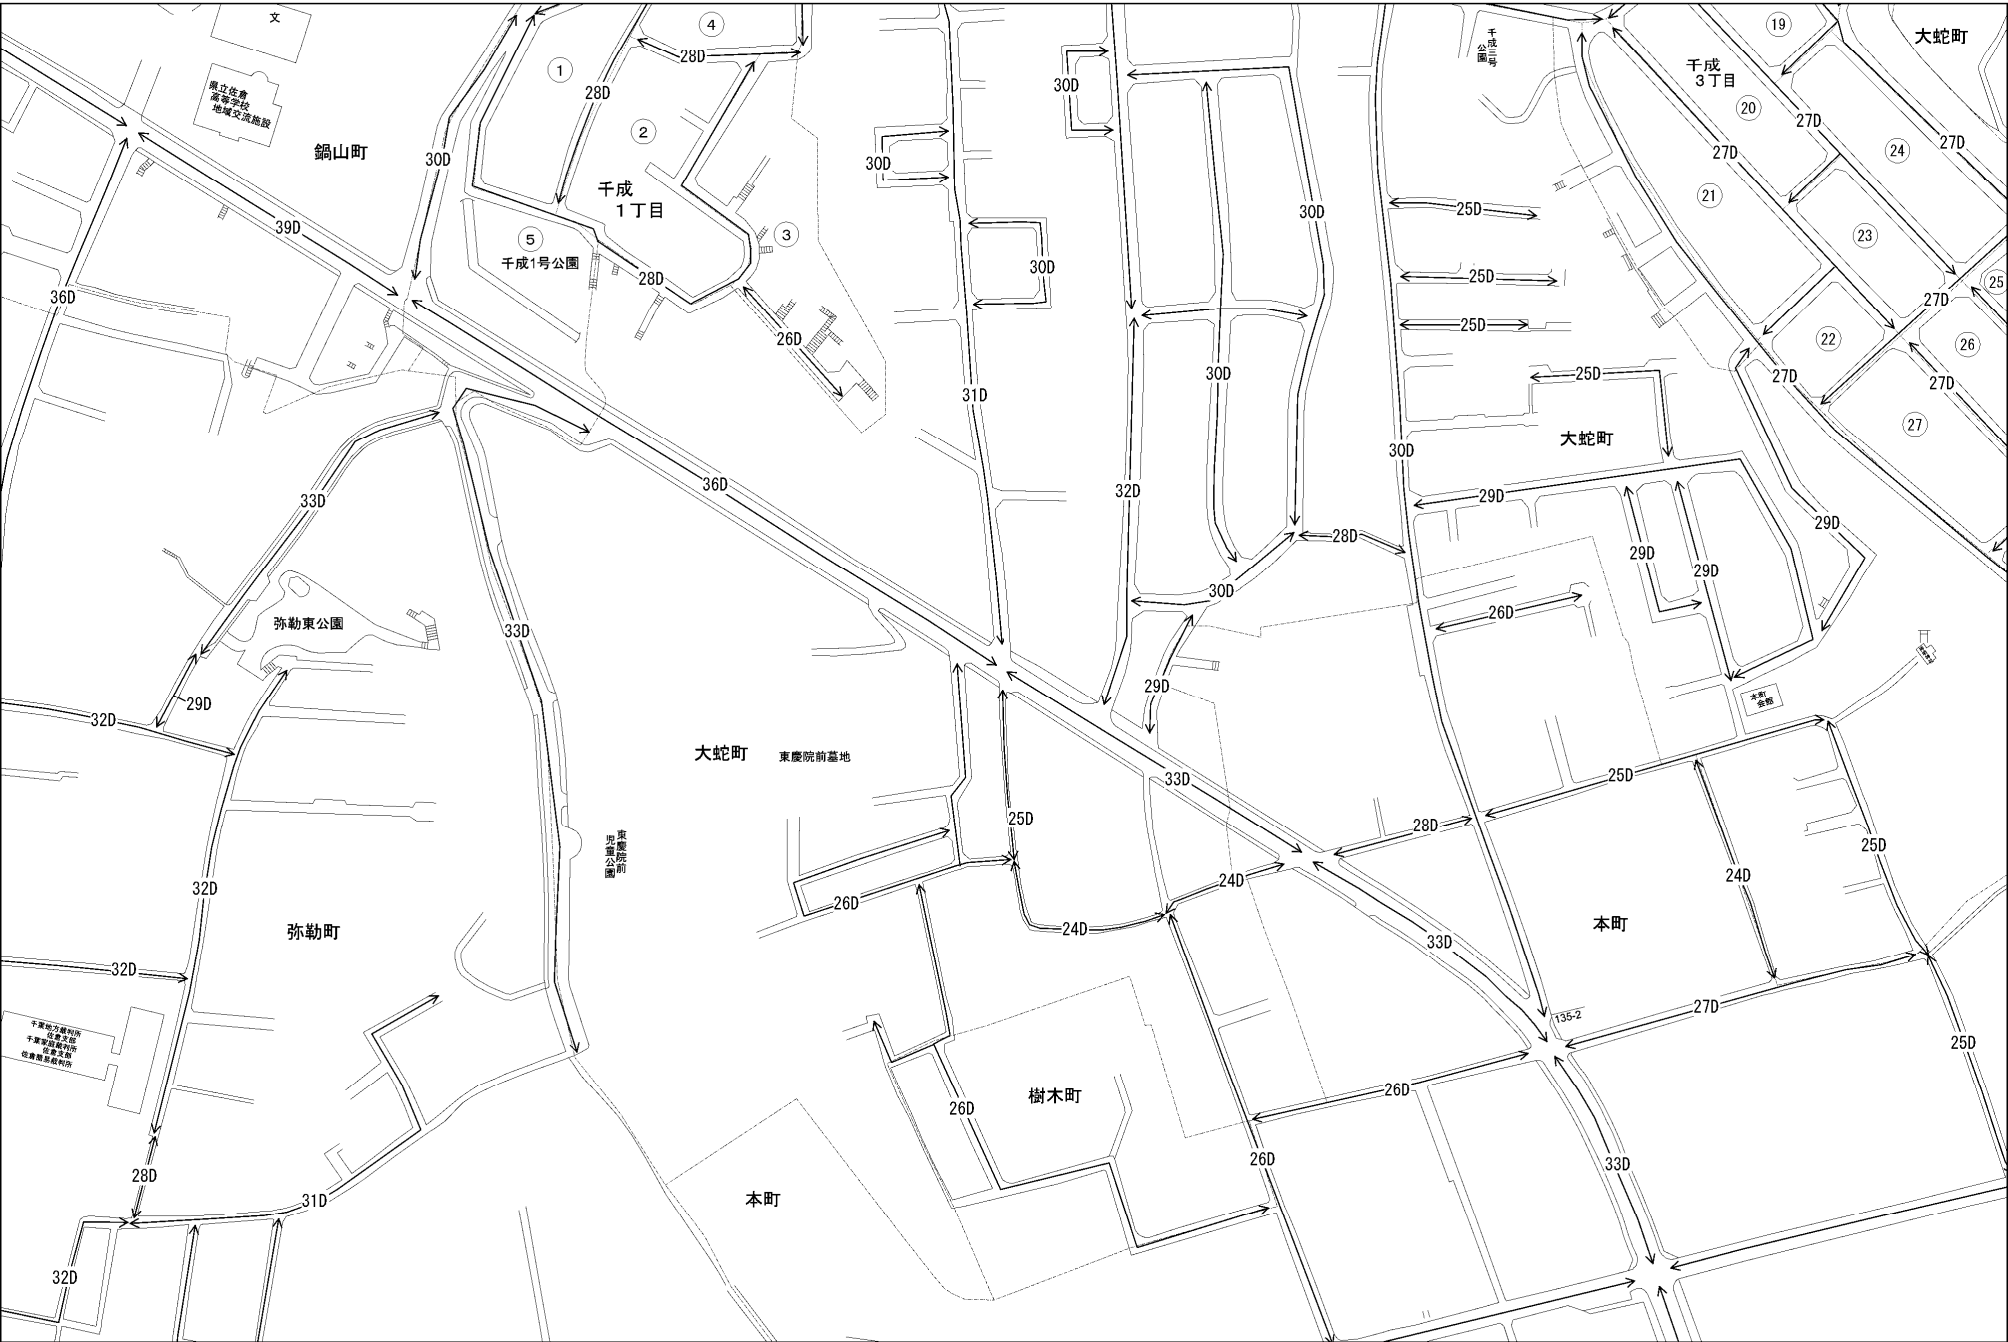 文
④
大蛇町
⑲
28D
①
28D
②
県立佐倉
高等学校
地域交流施設
鍋山町
30D
千成
1丁目
⑤
千成1号公園
③
28D
26D
39D
36D
30D
30D
30D
30D
30D
30D
31D
32D
千成三号
公園
千成
3丁目
⑳
27D
27D
27D
㉔
㉑
㉓
㉕
27D
㉒
㉖
27D
27D
㉗
25D
25D
25D
25D
大蛇町
30D
29D
29D
29D
29D
28D
30D
26D
33D
36D
33D
弥勒東公園
29D
32D
29D
本町
会館
大蛇町
東慶院前墓地
33D
25D
28D
25D
東慶院前
児童公園
25D
24D
32D
26D
24D
24D
弥勒町
33D
本町
32D
135-2
27D
千葉地方裁判所
佐倉支部
千葉家庭裁判所
佐倉支部
佐倉簡易裁判所
25D
26D
樹木町
26D
26D
33D
28D
31D
本町
32D